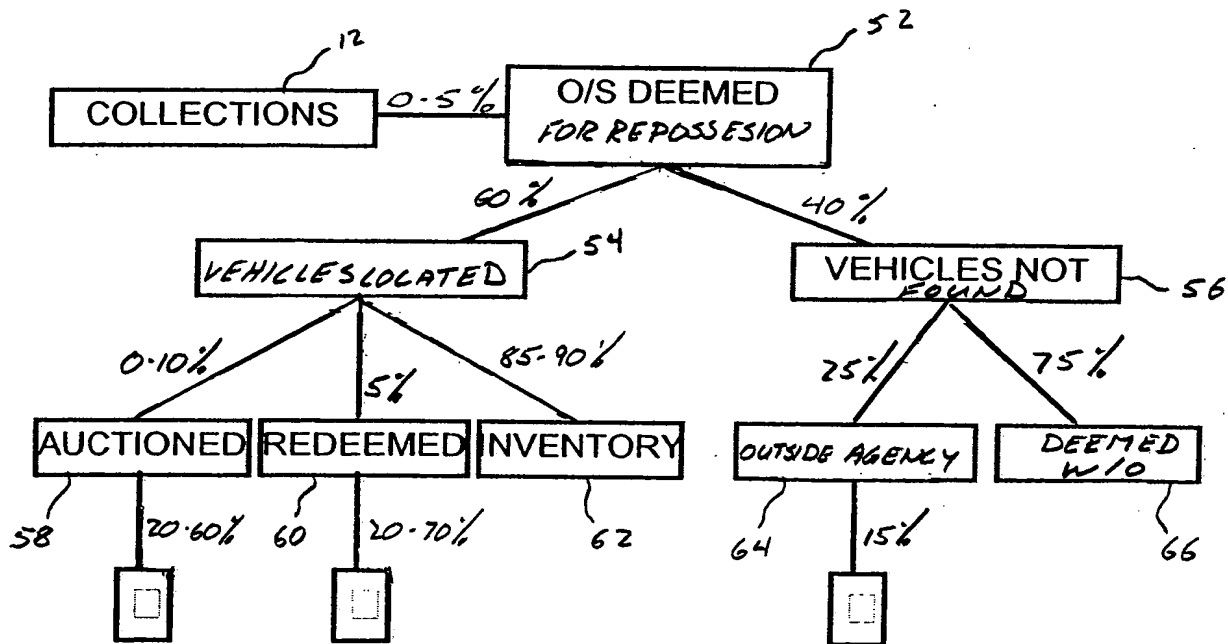 12
52
COLLECTIONS
0-5%
O/S DEEMED
FOR REPOSSESION
60%
40%
VEHICLES LOCATED
54
VEHICLES NOT
FOUND
56
0-10%
5%
85-90%
25%
75%
AUCTIONED
REDEEMED
INVENTORY
OUTSIDE AGENCY
DEEMED
W/O
58
20-60%
60
20-70%
62
64
15%
66